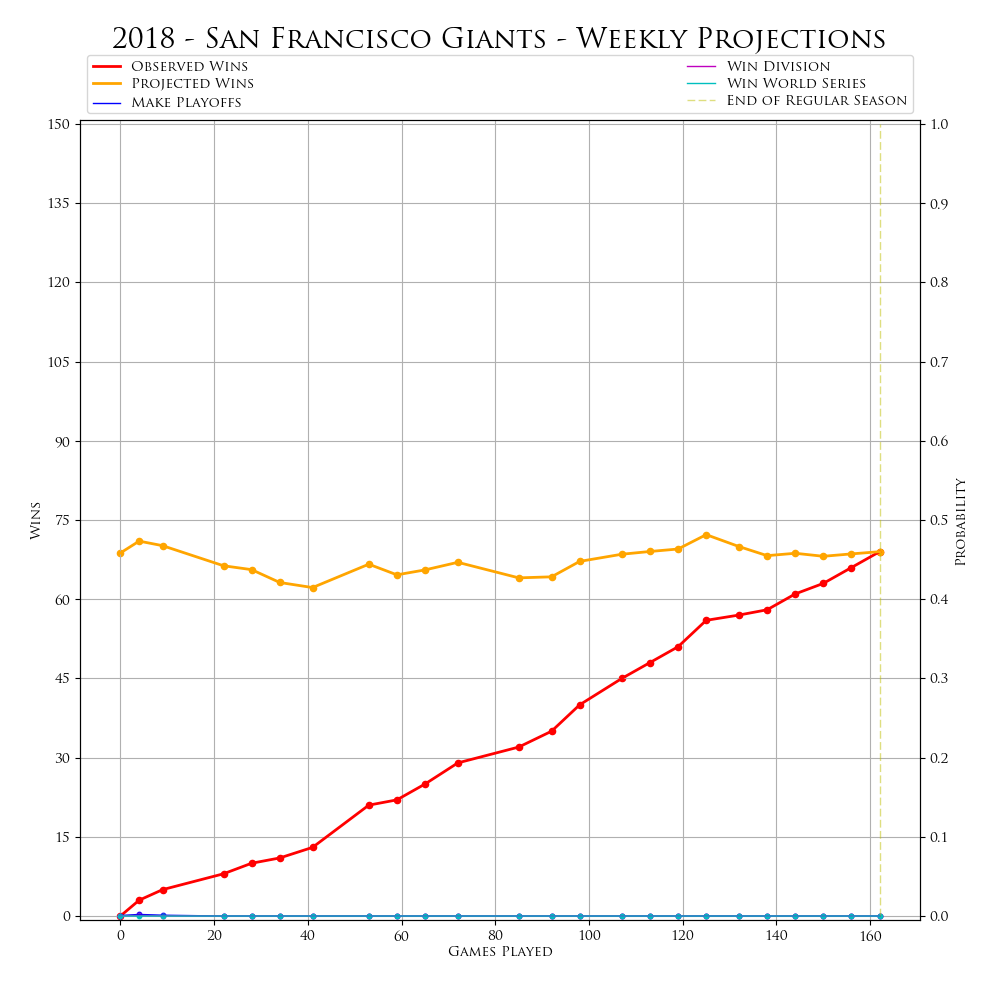 2018 - San Francisco Giants - Weekly Projections
Observed Wins
Projected Wins
Make Playoffs
Win Division
Win World Series
End of Regular Season
150
135
120
105
90
75
60
45
30
15
0
Wins
1.0
0.9
0.8
0.7
0.6
0.5
0.4
0.3
0.2
0.1
0.0
Probability
0 20 40 60 80 100 120 140 160
Games Played